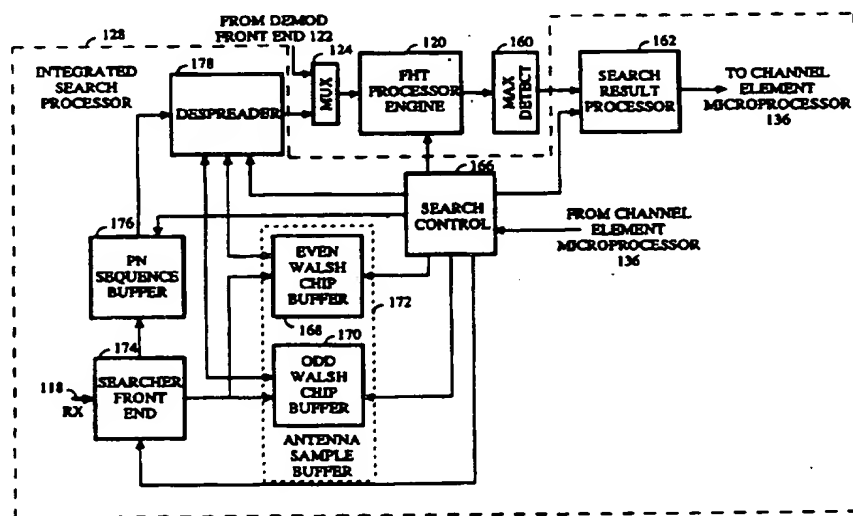 FROM DEMOD
FRONT END 122
128
INTEGRATED
SEARCH
PROCESSOR
178
DESPREADER
124
MUX
120
FHT
PROCESSOR
ENGINE
160
MAX
DETECT
162
SEARCH
RESULT
PROCESSOR
TO CHANNEL
ELEMENT
MICROPROCESSOR
136
166
SEARCH
CONTROL
FROM CHANNEL
ELEMENT
MICROPROCESSOR
136
176
PN
SEQUENCE
BUFFER
EVEN
WALSH
CHIP
BUFFER
168
172
174
SEARCHER
FRONT
END
118
RX
170
ODD
WALSH
CHIP
BUFFER
ANTENNA
SAMPLE
BUFFER